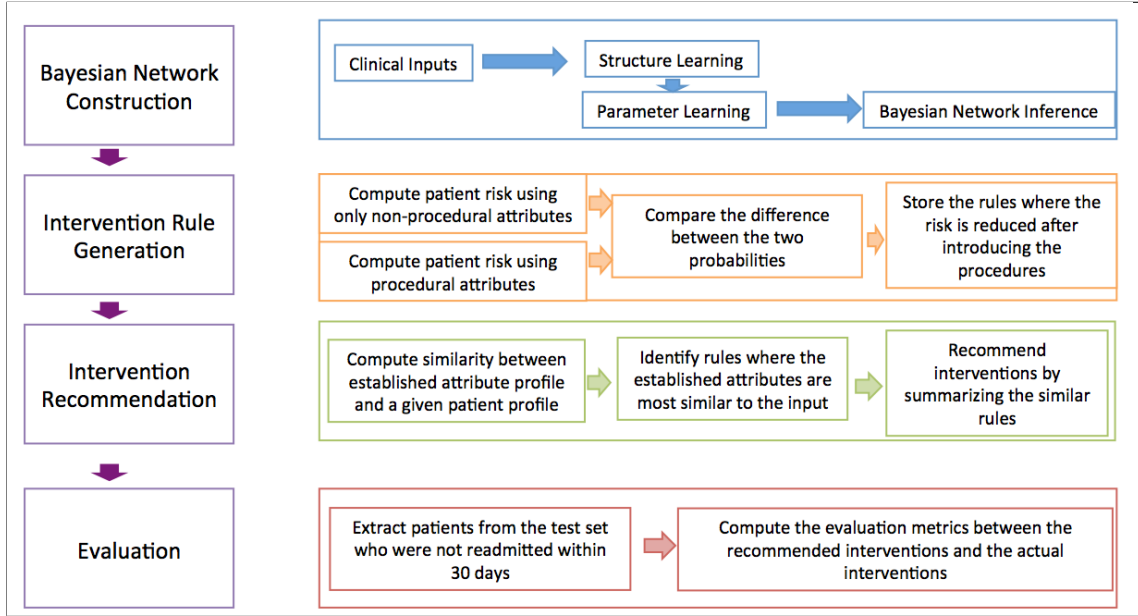 Bayesian Network
Construction
Clinical Inputs
Structure Learning
Parameter Learning
Bayesian Network Inference
Intervention Rule
Generation
Compute patient risk using
only non-procedural attributes
Compute patient risk using
procedural attributes
Compare the difference
between the two
probabilities
Store the rules where the
risk is reduced after
introducing the
procedures
Intervention
Recommendation
Compute similarity between
established attribute profile
and a given patient profile
Identify rules where the
established attributes are
most similar to the input
Recommend
interventions by
summarizing the similar
rules
Evaluation
Extract patients from the test set
who were not readmitted within
30 days
Compute the evaluation metrics between the
recommended interventions and the actual
interventions